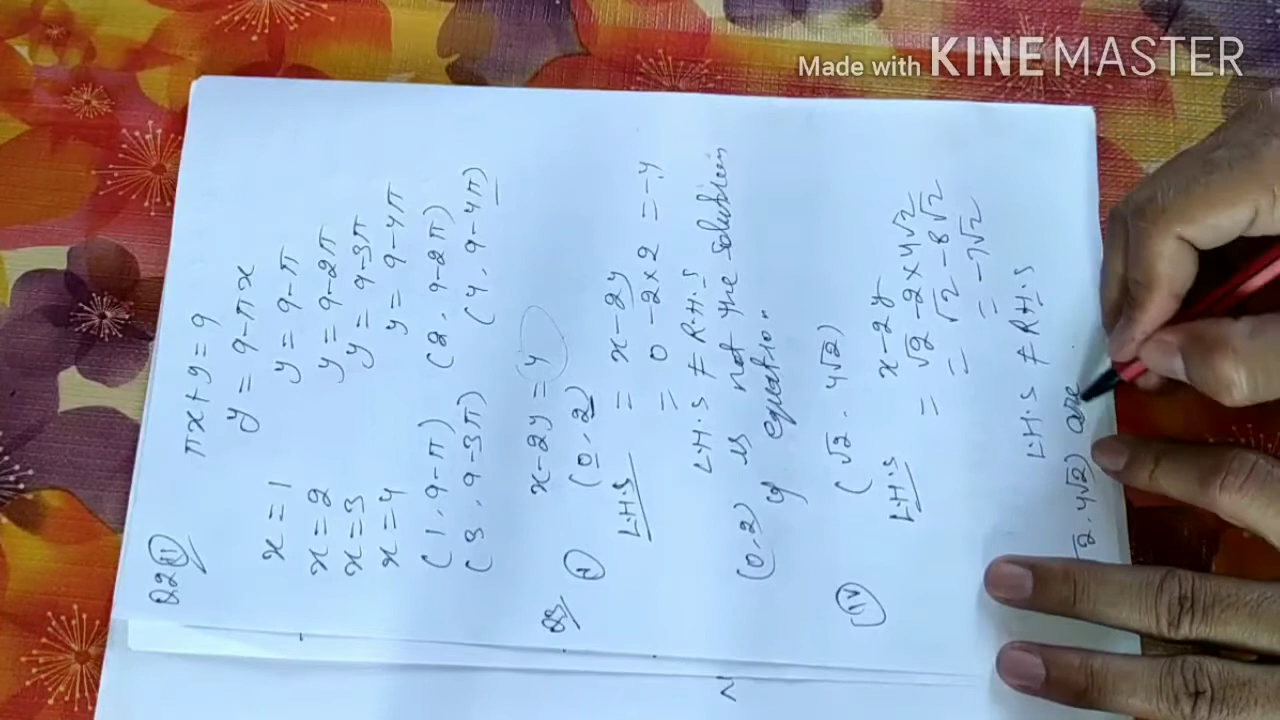 Made with KINEMASTER
Q2 (ii) πx+y=9
y = 9-πx
x=1 y = 9-π
x=2 y = 9-2π
x=3 y = 9-3π
x=4 y = 9-4π
(1, 9-π) (2, 9-2π)
(3, 9-3π) (4, 9-4π)
x-2y = 4
Q3/ (i) (0,2)
L.H.S = x-2y
= 0-2×2 = -4
L.H.S ≠ R.H.S
(0,2) is not the solution
of equation.
(iv) (√2, 4√2)
L.H.S x-2y
= √2-2×4√2
= √2-8√2
= -7√2
L.H.S ≠ R.H.S
√2, 4√2) are